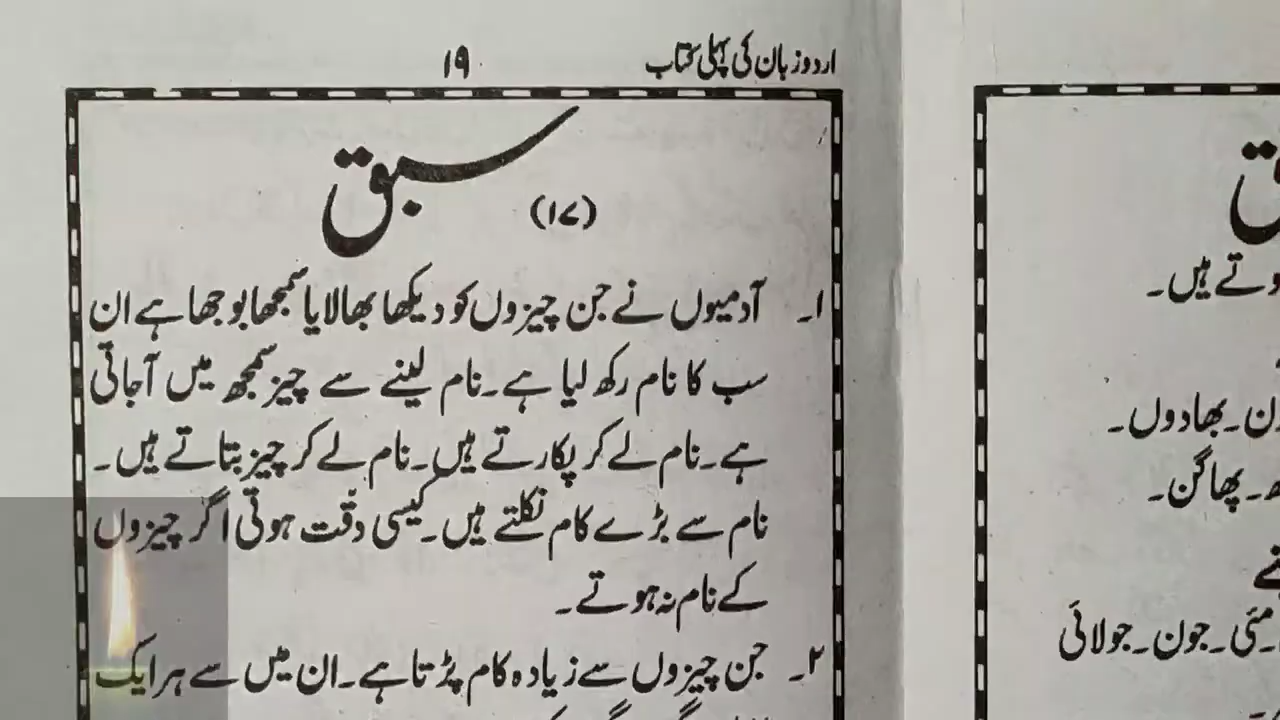 اردو زبان کی پہلی کتاب
۱۹
سبق
(۱۷)
۱۔ آدمیوں نے جن چیزوں کو دیکھا بھالا یا سمجھا بوجھا ہے ان
سب کا نام رکھ لیا ہے۔ نام لینے سے چیز سمجھ میں آجاتی
ہے۔ نام لے کر پکارتے ہیں۔ نام لے کر چیز بتاتے ہیں۔
نام سے بڑے کام نکلتے ہیں۔ کیسی دقّت ہوتی اگر چیزوں
کے نام نہ ہوتے۔
۲۔ جن چیزوں سے زیادہ کام پڑتا ہے۔ ان میں سے ہر ایک
ہوتے ہیں۔
بھادوں۔
پھاگن۔
مئی۔ جون۔ جولائی